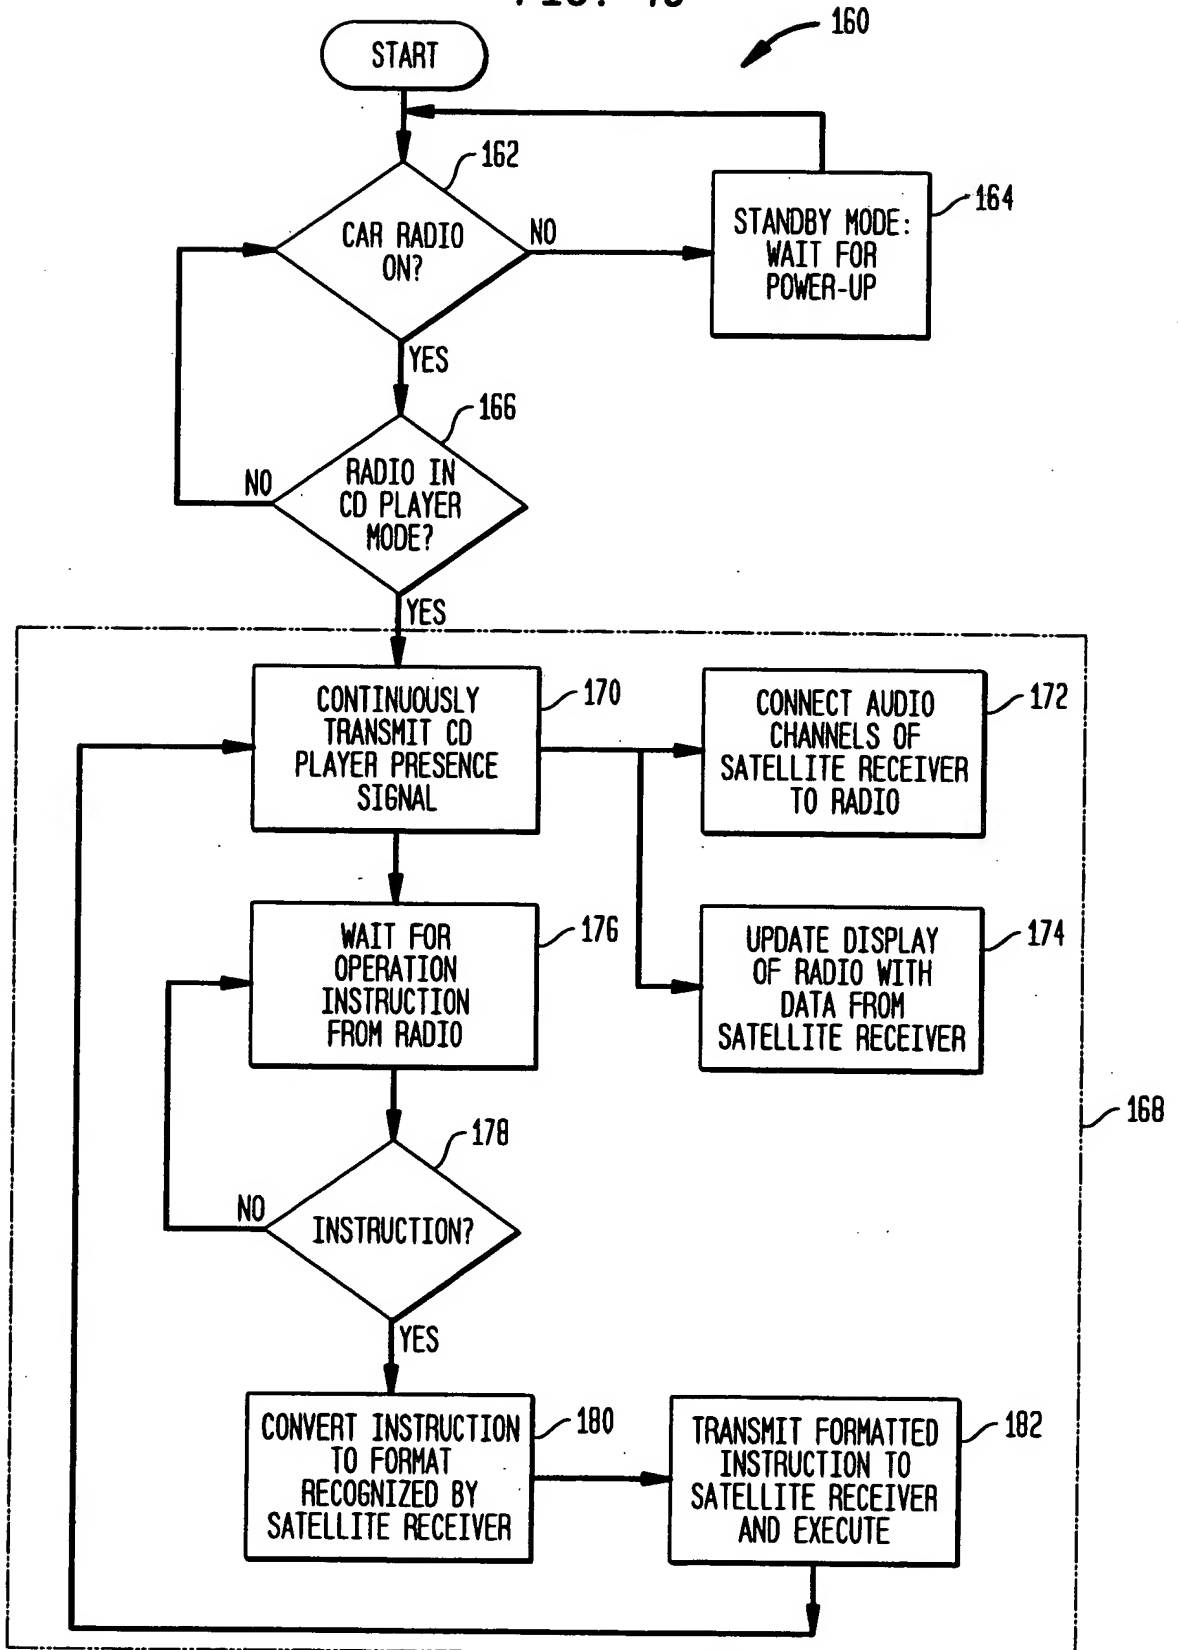 160
START
162
CAR RADIO
ON?
NO
164
STANDBY MODE:
WAIT FOR
POWER-UP
YES
166
RADIO IN
CD PLAYER
MODE?
NO
YES
170
CONTINUOUSLY
TRANSMIT CD
PLAYER PRESENCE
SIGNAL
172
CONNECT AUDIO
CHANNELS OF
SATELLITE RECEIVER
TO RADIO
176
WAIT FOR
OPERATION
INSTRUCTION
FROM RADIO
174
UPDATE DISPLAY
OF RADIO WITH
DATA FROM
SATELLITE RECEIVER
168
178
INSTRUCTION?
NO
YES
180
CONVERT INSTRUCTION
TO FORMAT
RECOGNIZED BY
SATELLITE RECEIVER
182
TRANSMIT FORMATTED
INSTRUCTION TO
SATELLITE RECEIVER
AND EXECUTE